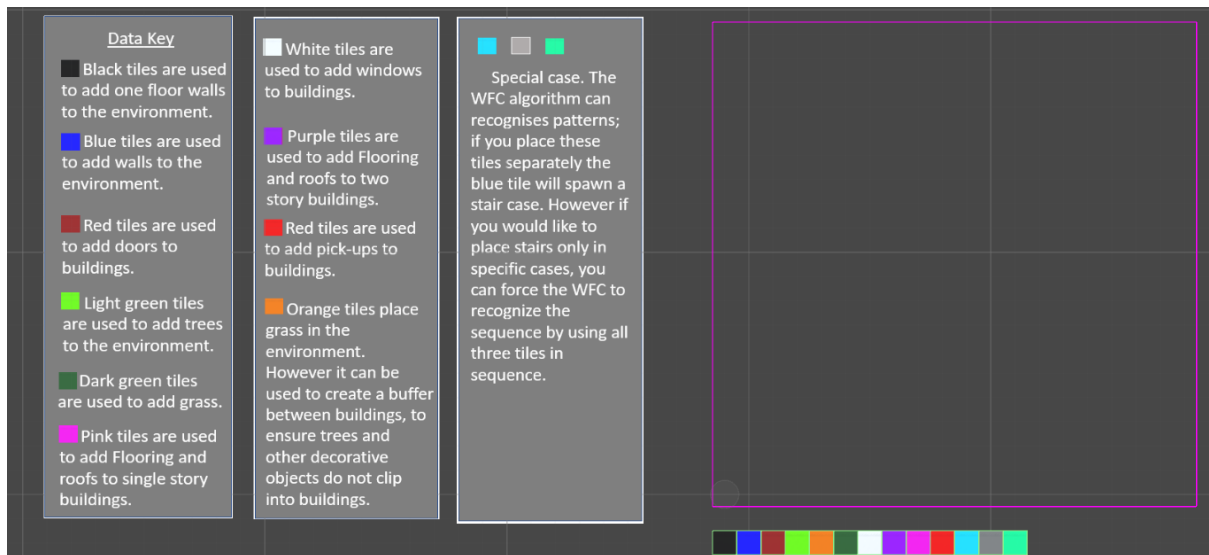 Data Key
Black tiles are used
to add one floor walls
to the environment.
Blue tiles are used
to add walls to the
environment.
Red tiles are used
to add doors to
buildings.
Light green tiles
are used to add trees
to the environment.
Dark green tiles
are used to add grass.
Pink tiles are used
to add Flooring and
roofs to single story
buildings.
White tiles are
used to add windows
to buildings.
Purple tiles are
used to add Flooring
and roofs to two
story buildings.
Red tiles are used
to add pick-ups to
buildings.
Orange tiles place
grass in the
environment.
However it can be
used to create a buffer
between buildings, to
ensure trees and
other decorative
objects do not clip
into buildings.
Special case. The
WFC algorithm can
recognises patterns;
if you place these
tiles separately the
blue tile will spawn a
stair case. However if
you would like to
place stairs only in
specific cases, you
can force the WFC to
recognize the
sequence by using all
three tiles in
sequence.